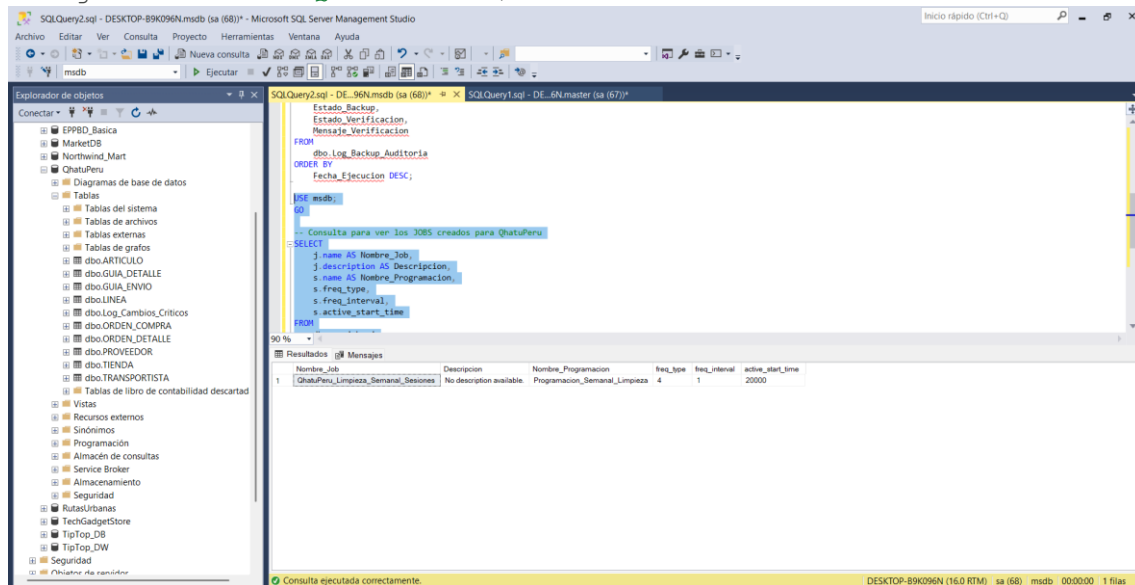 SQLQuery2.sql - DESKTOP-B9K096N.msdb (sa (68))* - Microsoft SQL Server Management Studio
Inicio rápido (Ctrl+Q)
Archivo Editar Ver Consulta Proyecto Herramientas Ventana Ayuda
Nueva consulta
msdb
Ejecutar
Explorador de objetos
Conectar
EPPBD_Basica
MarketDB
Northwind_Mart
QhatuPeru
Diagramas de base de datos
Tablas
Tablas del sistema
Tablas de archivos
Tablas externas
Tablas de grafos
dbo.ARTICULO
dbo.GUIA_DETALLE
dbo.GUIA_ENVIO
dbo.LINEA
dbo.Log_Cambios_Criticos
dbo.ORDEN_COMPRA
dbo.ORDEN_DETALLE
dbo.PROVEEDOR
dbo.TIENDA
dbo.TRANSPORTISTA
Tablas de libro de contabilidad descartad
Vistas
Recursos externos
Sinónimos
Programación
Almacén de consultas
Service Broker
Almacenamiento
Seguridad
RutasUrbanas
TechGadgetStore
TipTop_DB
TipTop_DW
Seguridad
Objetos de servidor
SQLQuery2.sql - DE...96N.msdb (sa (68))*
SQLQuery1.sql - DE...6N.master (sa (67))*
Estado_Backup,
Estado_Verificacion,
Mensaje_Verificacion
FROM
dbo.Log_Backup_Auditoria
ORDER BY
Fecha_Ejecucion DESC;
USE msdb;
GO
-- Consulta para ver los JOBS creados para QhatuPeru
SELECT
j.name AS Nombre_Job,
j.description AS Descripcion,
s.name AS Nombre_Programacion,
s.freq_type,
s.freq_interval,
s.active_start_time
FROM
90 %
Resultados Mensajes
Nombre_Job Descripcion Nombre_Programacion freq_type freq_interval active_start_time
1 QhatuPeru_Limpieza_Semanal_Sesiones No description available. Programacion_Semanal_Limpieza 4 1 20000
Consulta ejecutada correctamente.
DESKTOP-B9K096N (16.0 RTM) sa (68) msdb 00:00:00 1 filas